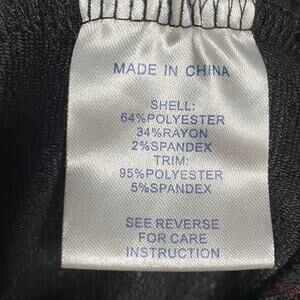 MADE IN CHINA
SHELL:
64%POLYESTER
34%RAYON
2%SPANDEX
TRIM:
95%POLYESTER
5%SPANDEX
SEE REVERSE
FOR CARE
INSTRUCTION